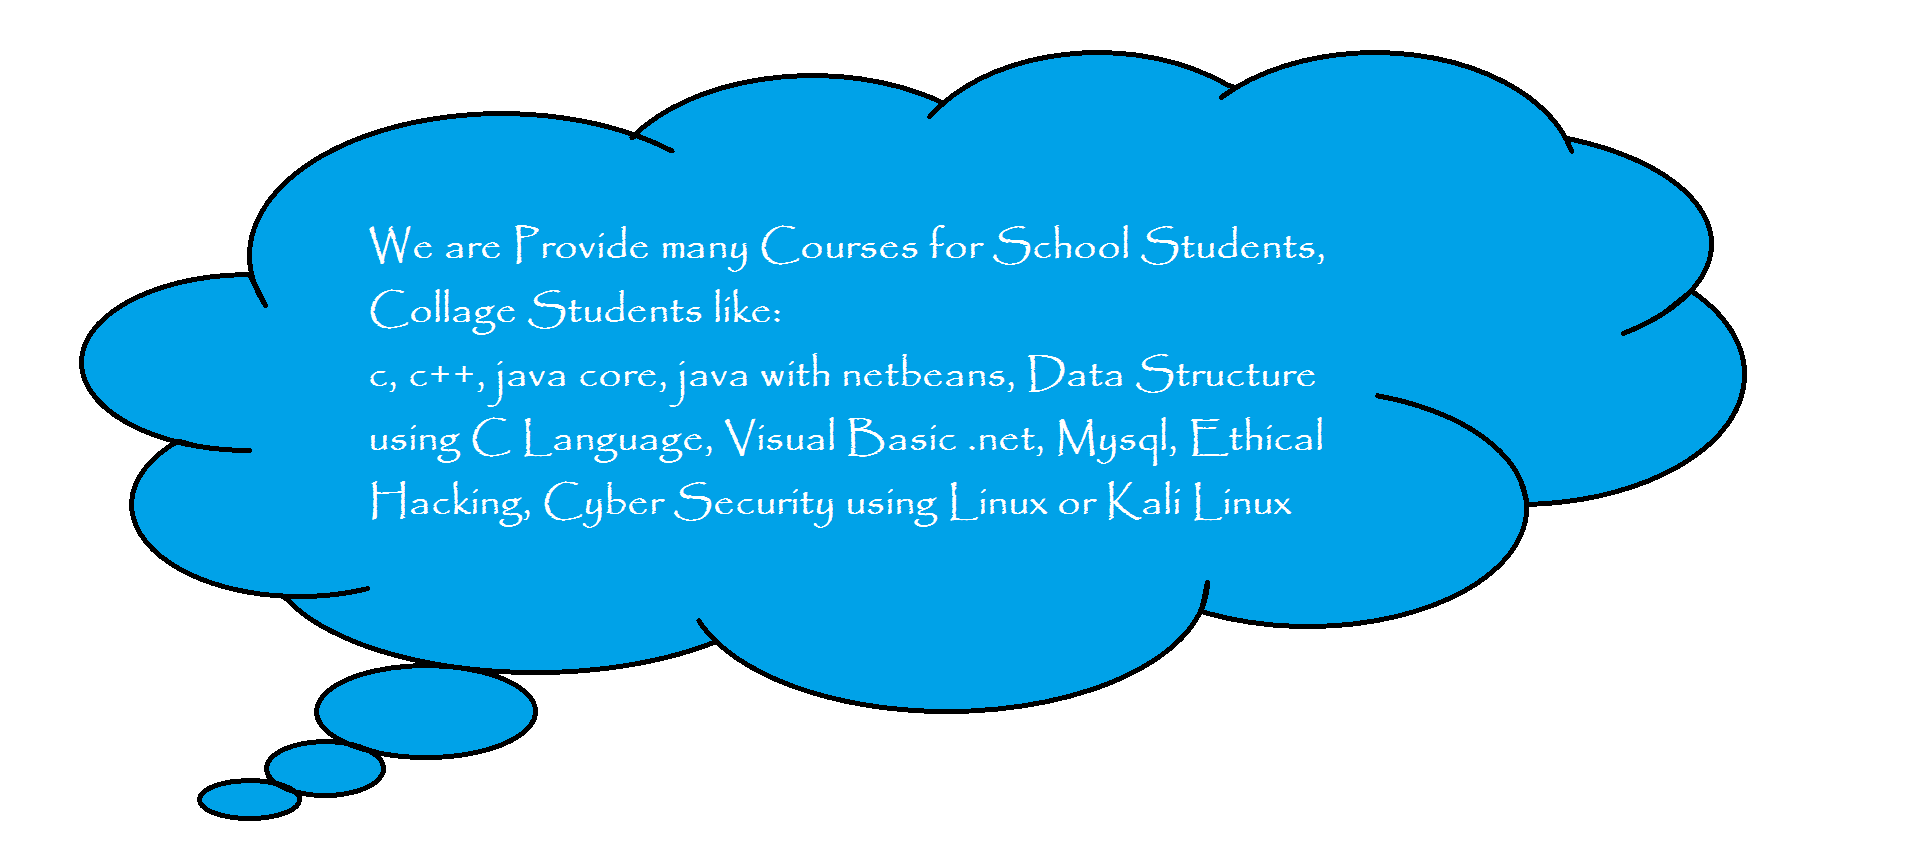 We are Provide many Courses for School Students,
Collage Students like:
c, c++, java core, java with netbeans, Data Structure
using C Language, Visual Basic .net, Mysql, Ethical
Hacking, Cyber Security using Linux or Kali Linux